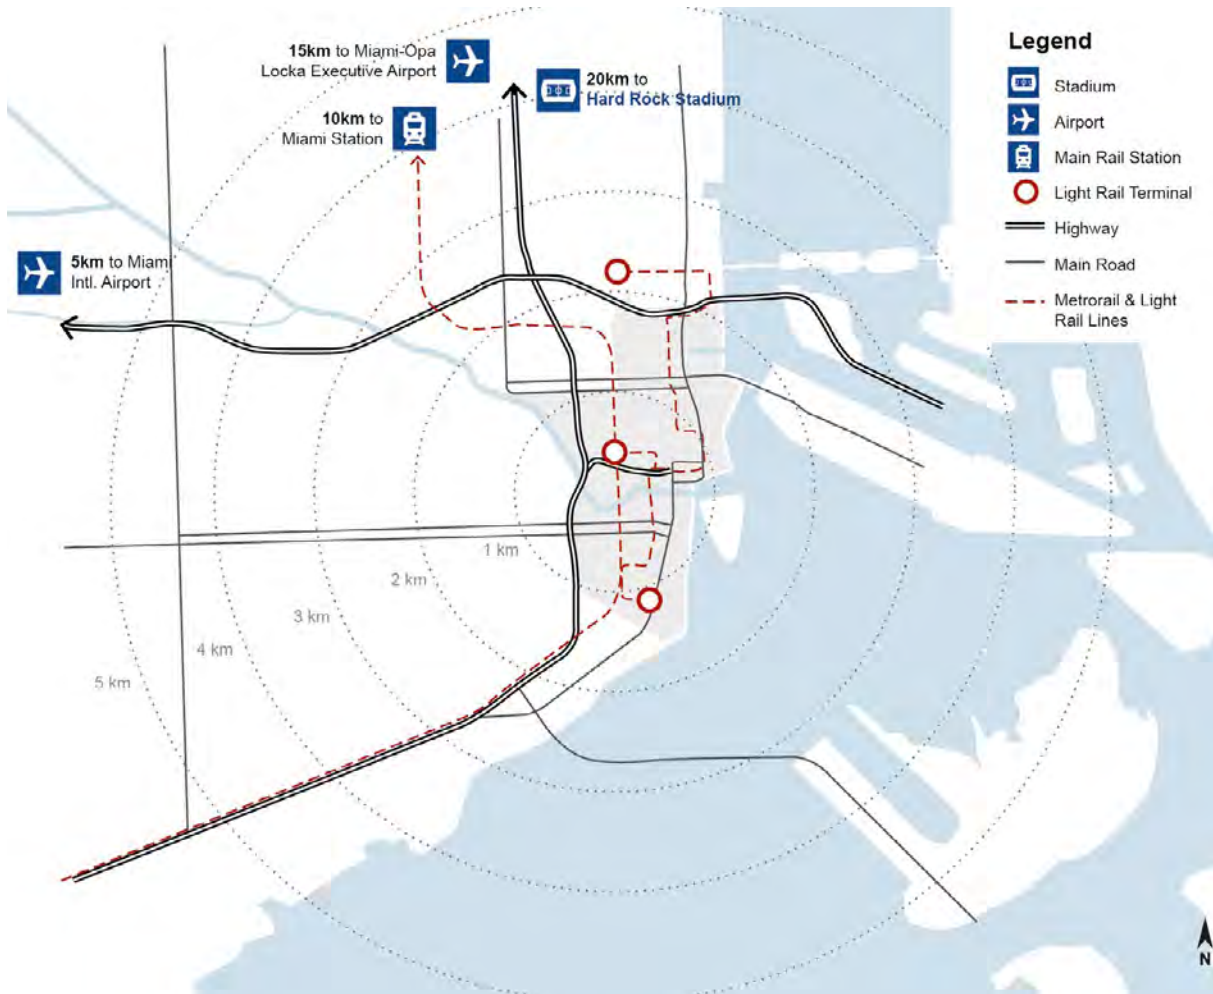 15km to Miami-Opa
Locka Executive Airport
20km to
Hard Rock Stadium
10km to
Miami Station
5km to Miami
Intl. Airport
1 km
2 km
3 km
4 km
5 km
Legend
Stadium
Airport
Main Rail Station
Light Rail Terminal
Highway
Main Road
Metrorail & Light
Rail Lines
N